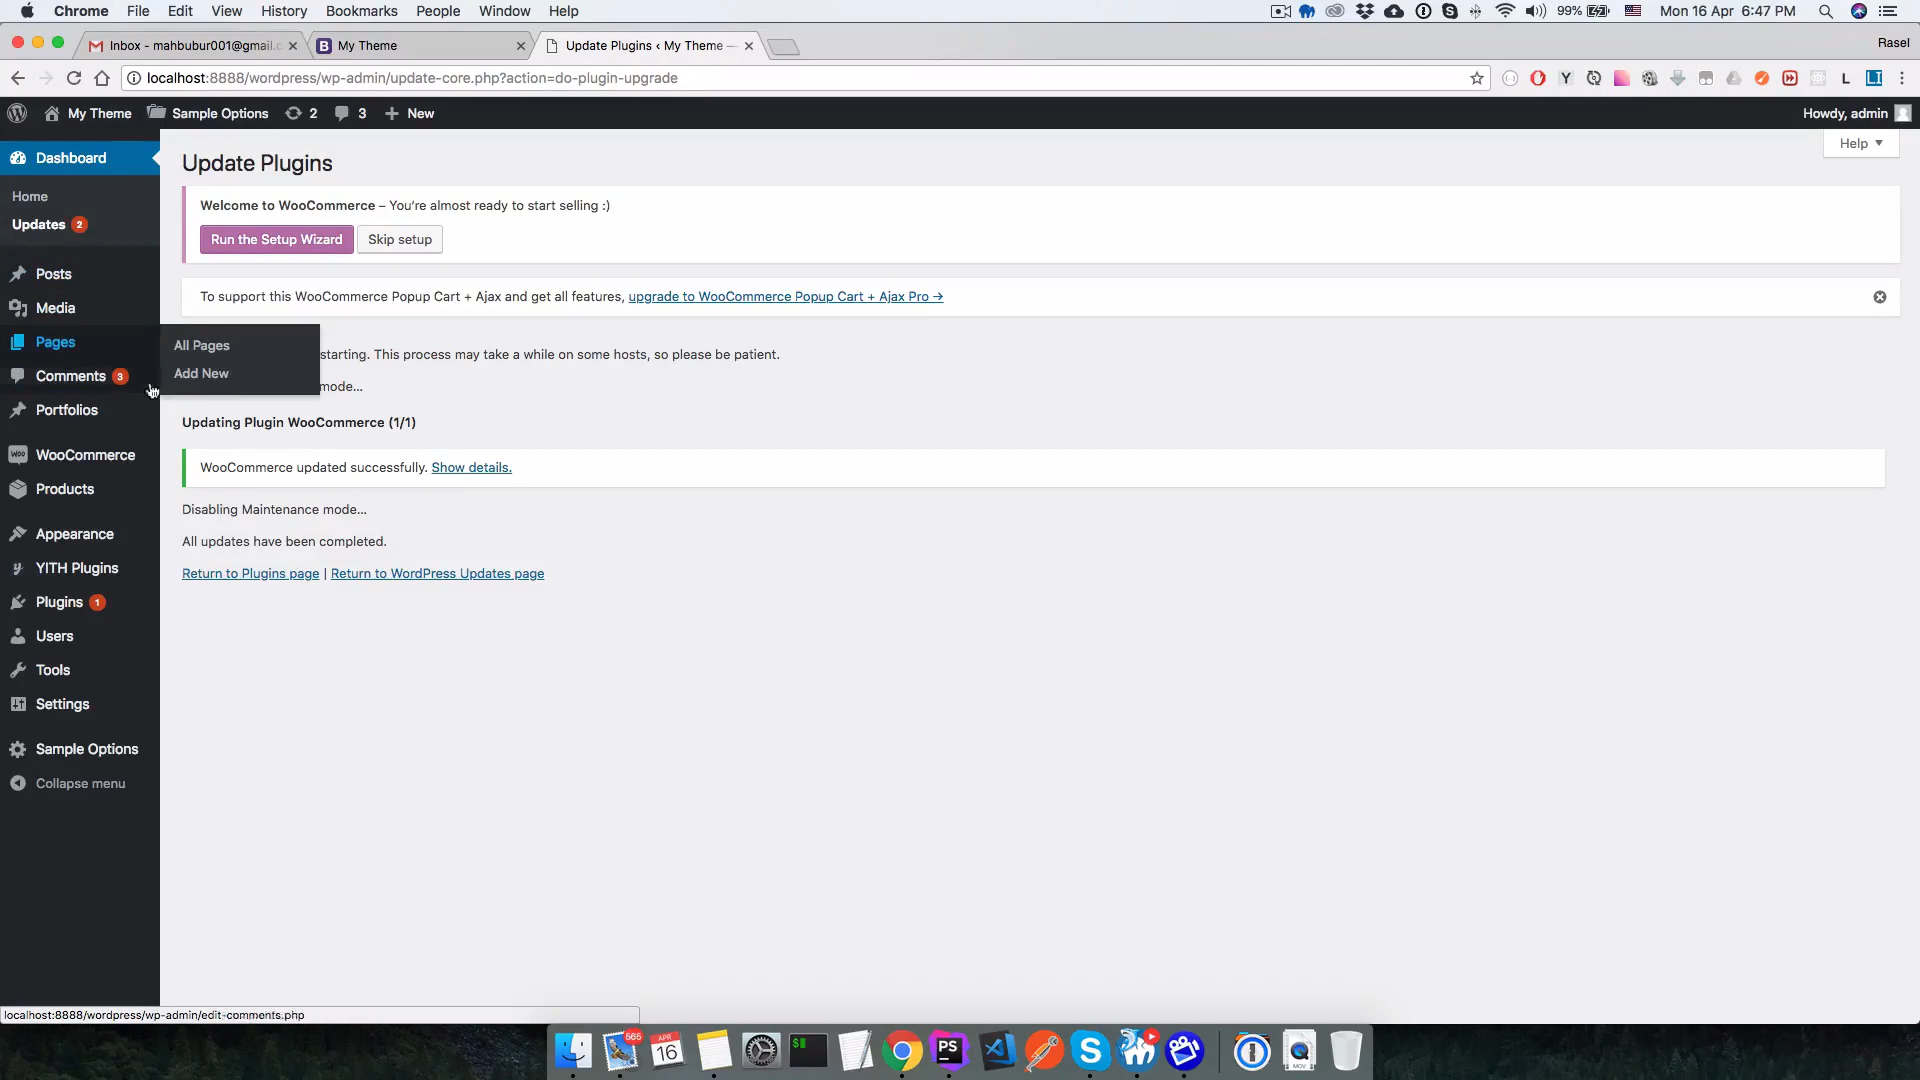 Chrome File Edit View History Bookmarks People Window Help 99% Mon 16 Apr 6:47 PM
Inbox - mahbubur001@gmail.c My Theme Update Plugins ‹ My Theme — Rasel
localhost:8888/wordpress/wp-admin/update-core.php?action=do-plugin-upgrade
My Theme Sample Options 2 3 New Howdy, admin
Help ▼
Dashboard
Home
Updates 2
Posts
Media
Pages
All Pages
Add New
Comments 3
Portfolios
WooCommerce
Products
Appearance
YITH Plugins
Plugins 1
Users
Tools
Settings
Sample Options
Collapse menu
Update Plugins
Welcome to WooCommerce – You're almost ready to start selling :)
Run the Setup Wizard Skip setup
To support this WooCommerce Popup Cart + Ajax and get all features, upgrade to WooCommerce Popup Cart + Ajax Pro →
starting. This process may take a while on some hosts, so please be patient.
mode...
Updating Plugin WooCommerce (1/1)
WooCommerce updated successfully. Show details.
Disabling Maintenance mode...
All updates have been completed.
Return to Plugins page | Return to WordPress Updates page
localhost:8888/wordpress/wp-admin/edit-comments.php
665
APR
16
$
PS
S
MOV